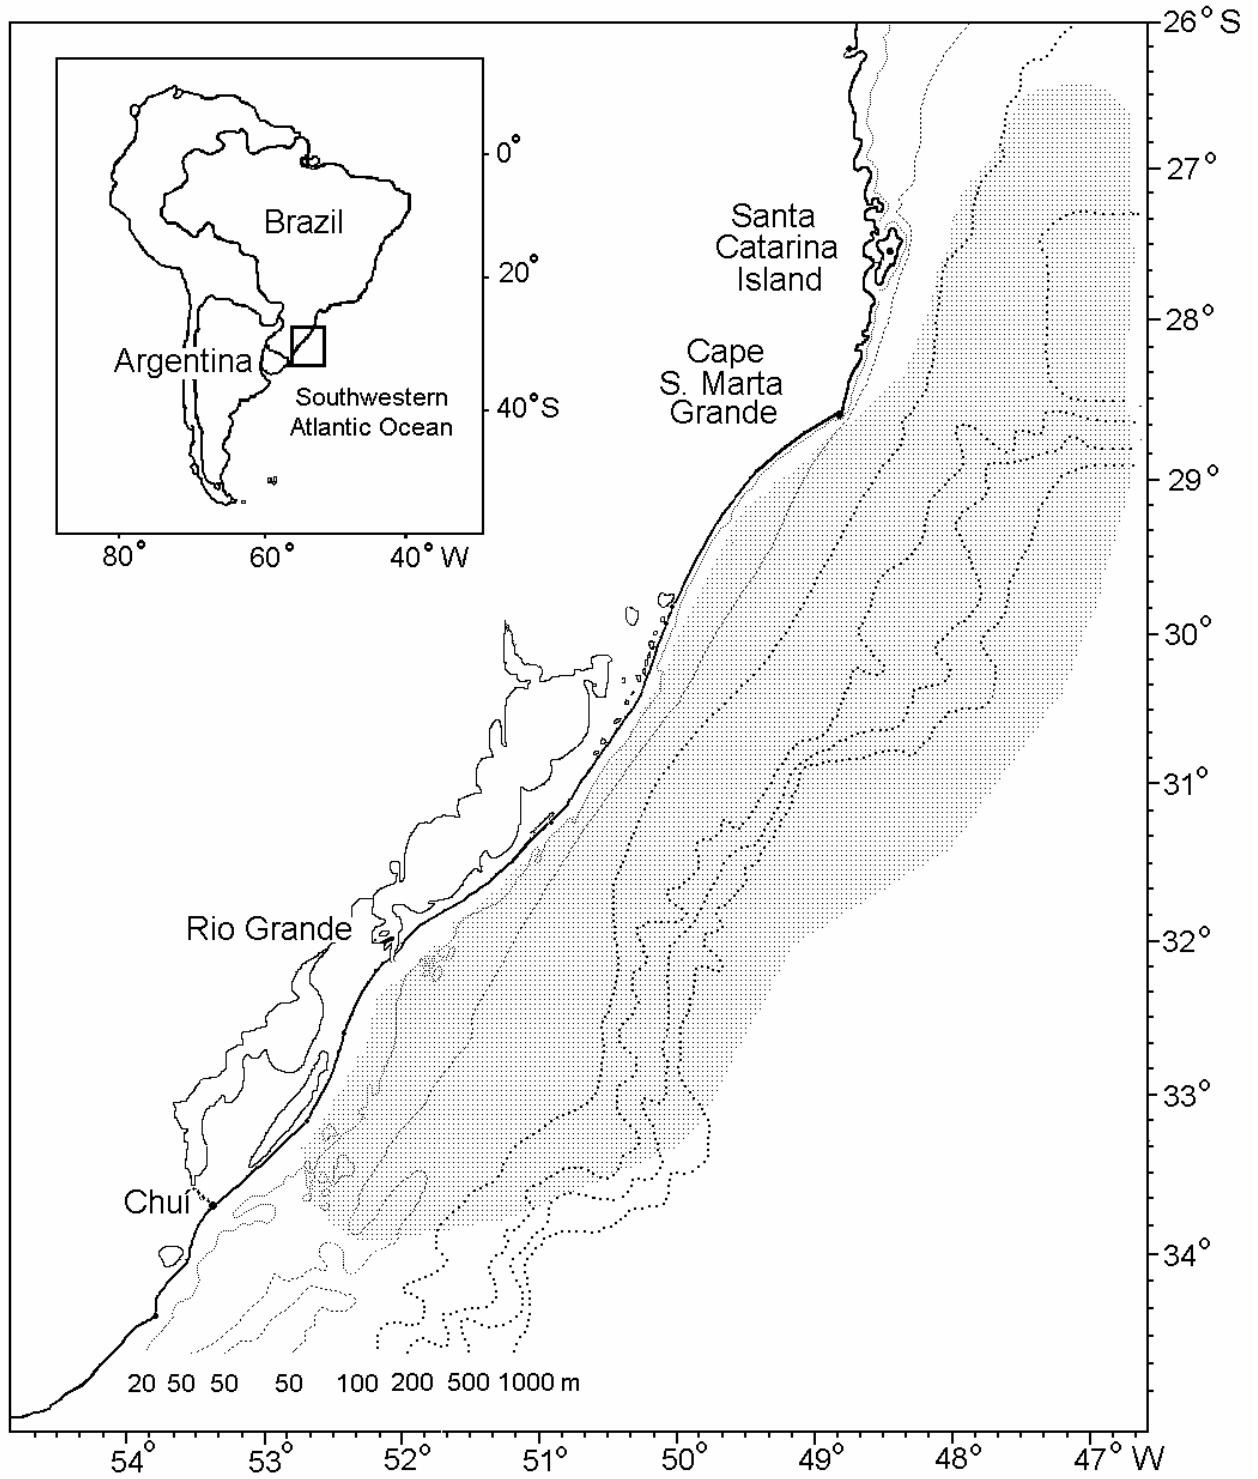 26° S
27°
28°
29°
30°
31°
32°
33°
34°
0°
20°
40°S
Brazil
Argentina
Southwestern
Atlantic Ocean
80°
60°
40° W
Santa
Catarina
Island
Cape
S. Marta
Grande
Rio Grande
Chuí
20 50 50 50 100 200 500 1000 m
54° 53° 52° 51° 50° 49° 48° 47° W